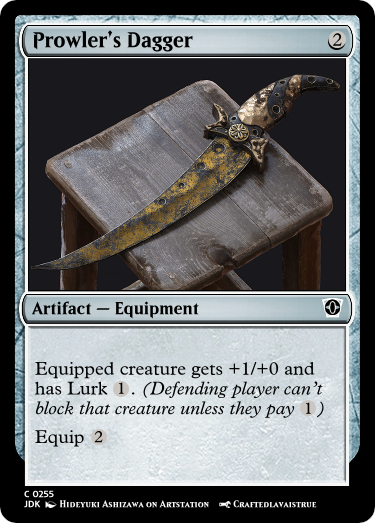 Prowler's Dagger 2
Artifact — Equipment
Equipped creature gets +1/+0 and
has Lurk 1. (Defending player can't
block that creature unless they pay 1)
Equip 2
C 0255
JDK Hideyuki Ashizawa on Artstation Craftedlavaistrue